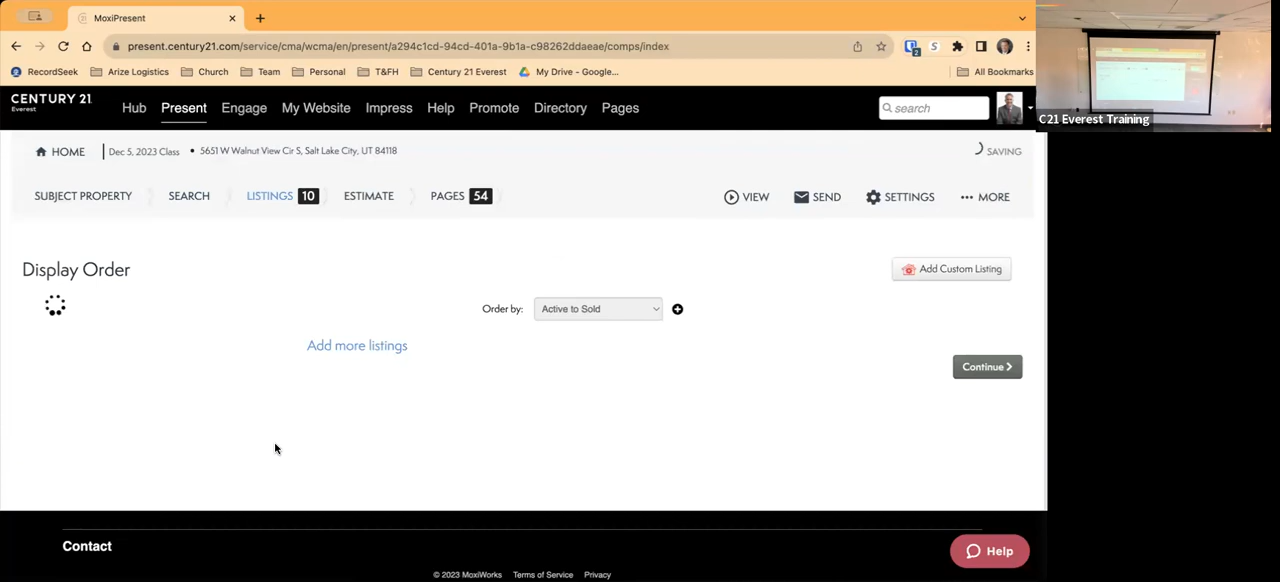 MoxiPresent
present.century21.com/service/cma/wcma/en/present/a294c1cd-94cd-401a-9b1a-c98262ddaeae/comps/index
2
S
RecordSeek
Arize Logistics
Church
Team
Personal
T&FH
Century 21 Everest
My Drive - Google...
All Bookmarks
CENTURY 21.
Everest
Hub
Present
Engage
My Website
Impress
Help
Promote
Directory
Pages
search
C21 Everest Training
HOME
Dec 5, 2023 Class
• 5651 W Walnut View Cir S, Salt Lake City, UT 84118
SAVING
SUBJECT PROPERTY
SEARCH
LISTINGS 10
ESTIMATE
PAGES 54
VIEW
SEND
SETTINGS
MORE
Display Order
Add Custom Listing
Order by:
Active to Sold
Add more listings
Continue
Contact
Help
© 2023 MoxiWorks
Terms of Service
Privacy